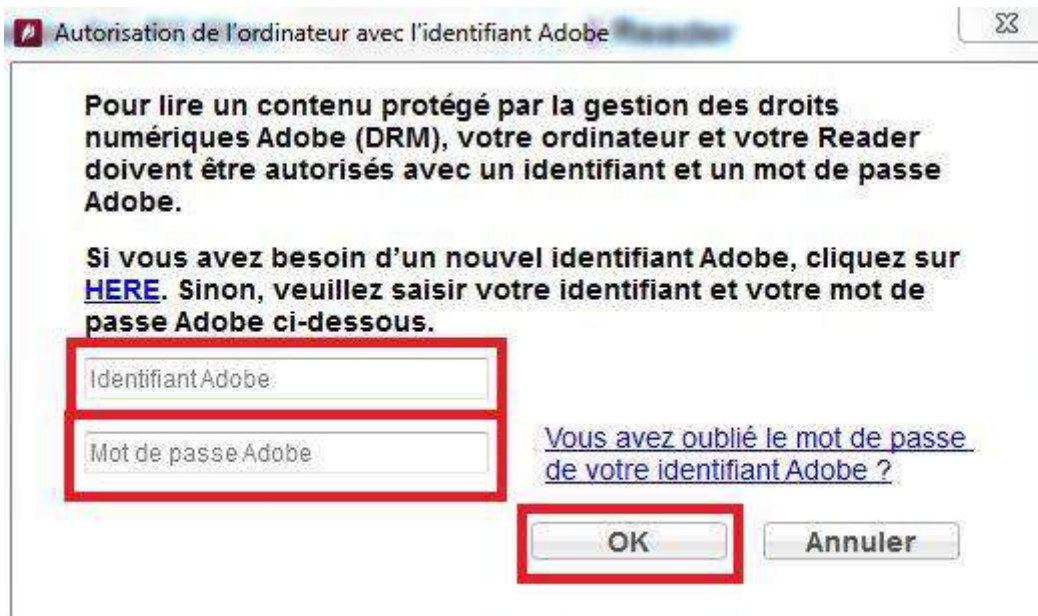 Autorisation de l'ordinateur avec l'identifiant Adobe
Pour lire un contenu protégé par la gestion des droits
numériques Adobe (DRM), votre ordinateur et votre Reader
doivent être autorisés avec un identifiant et un mot de passe
Adobe.
Si vous avez besoin d'un nouvel identifiant Adobe, cliquez sur
HERE. Sinon, veuillez saisir votre identifiant et votre mot de
passe Adobe ci-dessous.
Identifiant Adobe
Mot de passe Adobe
Vous avez oublié le mot de passe
de votre identifiant Adobe ?
OK
Annuler